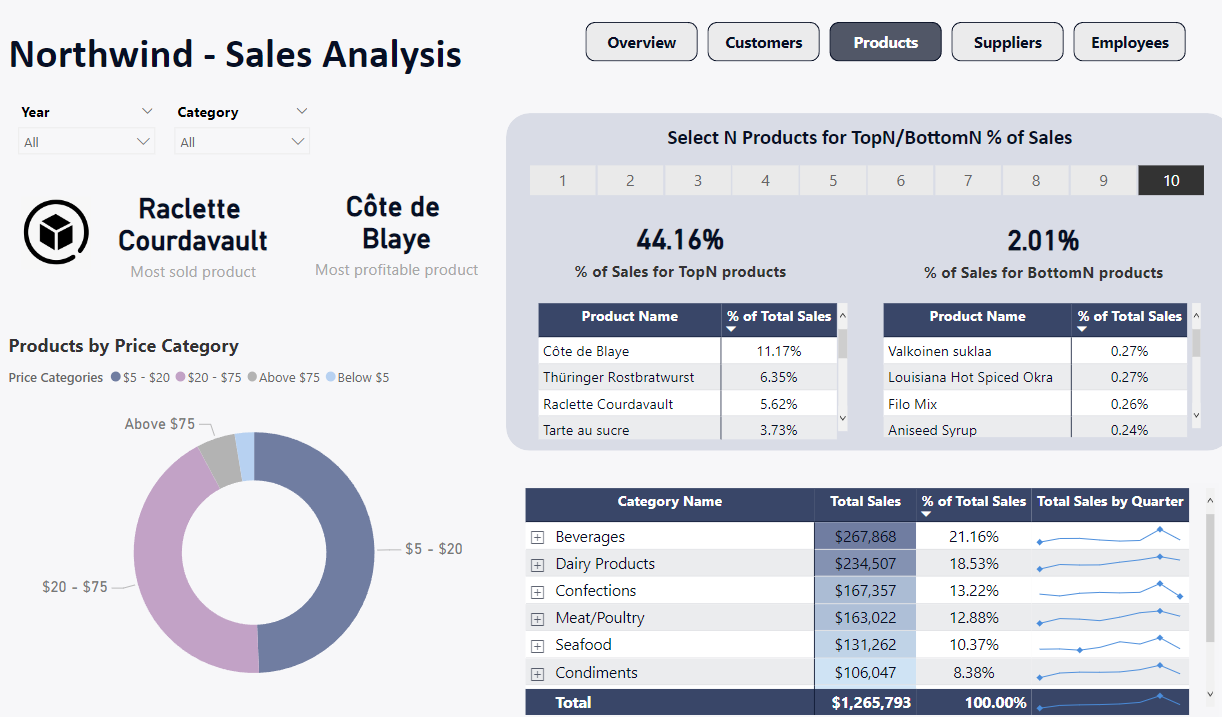 Northwind - Sales Analysis
Overview
Customers
Products
Suppliers
Employees
Year
Category
All
All
Raclette
Courdavault
Most sold product
Côte de
Blaye
Most profitable product
Select N Products for TopN/BottomN % of Sales
1 2 3 4 5 6 7 8 9 10
44.16%
% of Sales for TopN products
2.01%
% of Sales for BottomN products
Product Name % of Total Sales
Côte de Blaye 11.17%
Thüringer Rostbratwurst 6.35%
Raclette Courdavault 5.62%
Tarte au sucre 3.73%
Product Name % of Total Sales
Valkoinen suklaa 0.27%
Louisiana Hot Spiced Okra 0.27%
Filo Mix 0.26%
Aniseed Syrup 0.24%
Products by Price Category
Price Categories $5 - $20 $20 - $75 Above $75 Below $5
Above $75
$5 - $20
$20 - $75
Category Name Total Sales % of Total Sales Total Sales by Quarter
Beverages $267,868 21.16%
Dairy Products $234,507 18.53%
Confections $167,357 13.22%
Meat/Poultry $163,022 12.88%
Seafood $131,262 10.37%
Condiments $106,047 8.38%
Total $1,265,793 100.00%